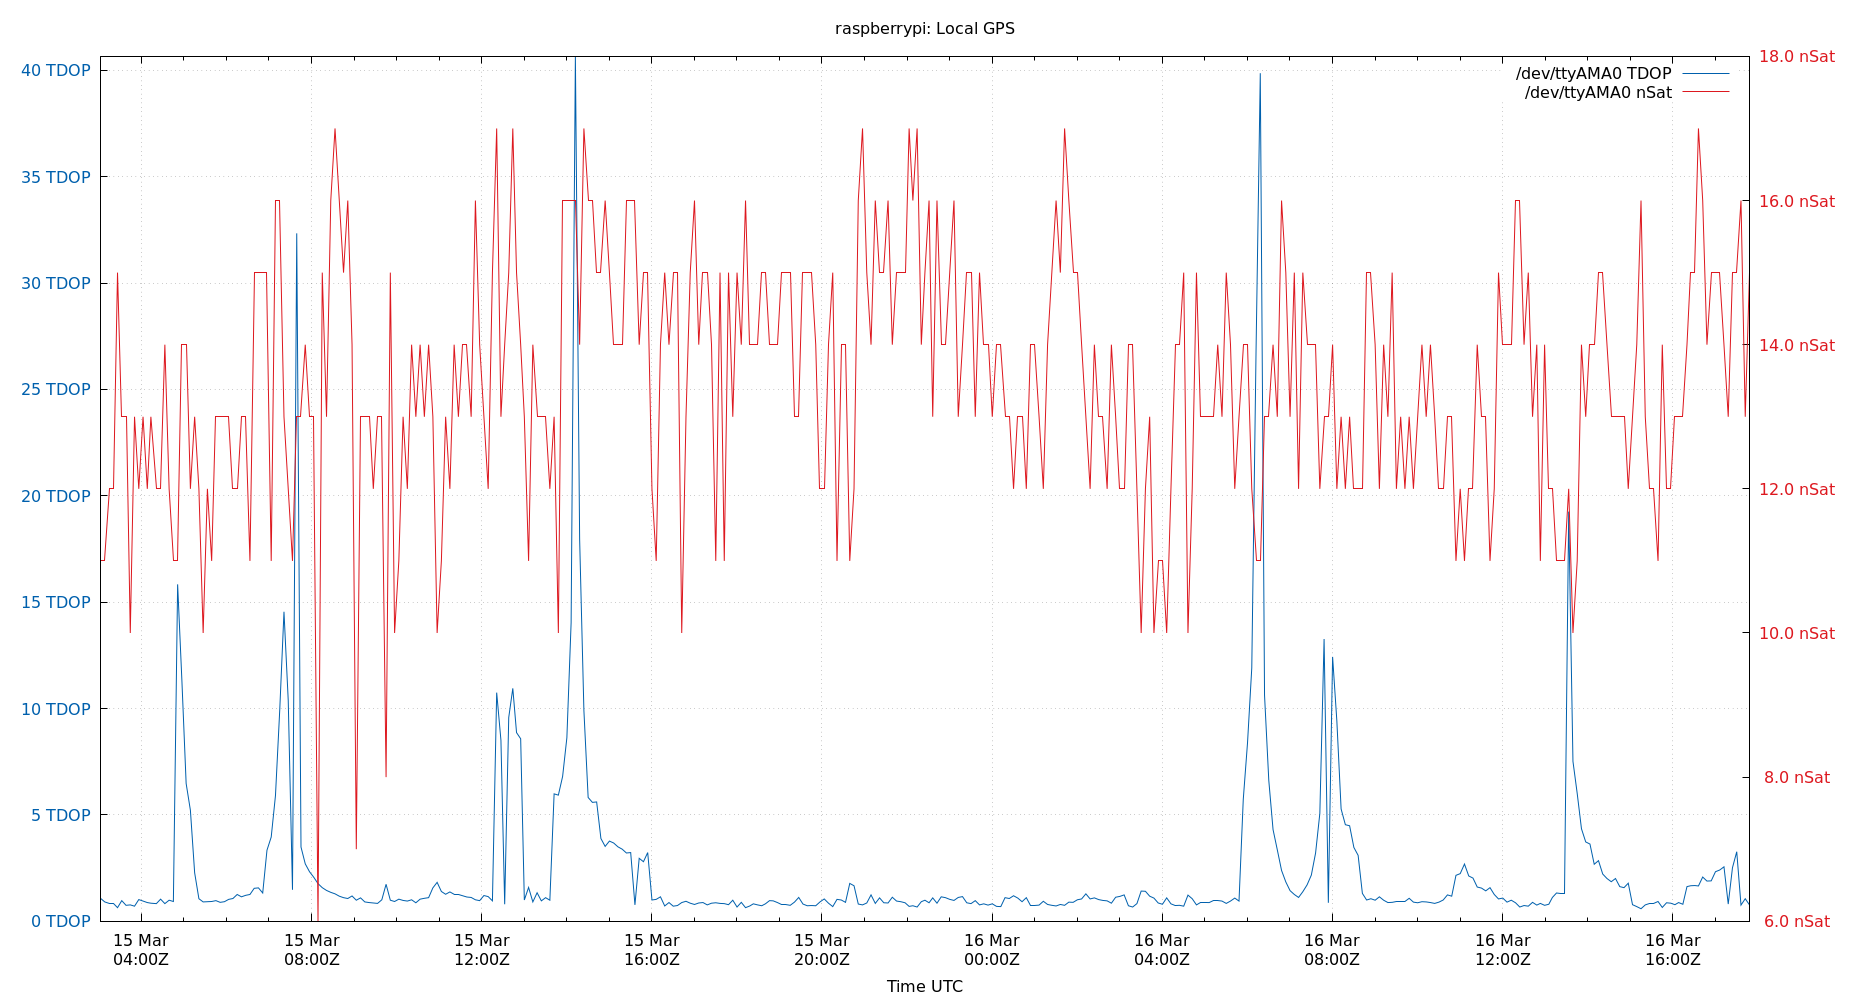 raspberrypi: Local GPS
/dev/ttyAMA0 TDOP
/dev/ttyAMA0 nSat
40 TDOP
35 TDOP
30 TDOP
25 TDOP
20 TDOP
15 TDOP
10 TDOP
5 TDOP
0 TDOP
18.0 nSat
16.0 nSat
14.0 nSat
12.0 nSat
10.0 nSat
8.0 nSat
6.0 nSat
15 Mar
04:00Z
15 Mar
08:00Z
15 Mar
12:00Z
15 Mar
16:00Z
15 Mar
20:00Z
16 Mar
00:00Z
16 Mar
04:00Z
16 Mar
08:00Z
16 Mar
12:00Z
16 Mar
16:00Z
Time UTC